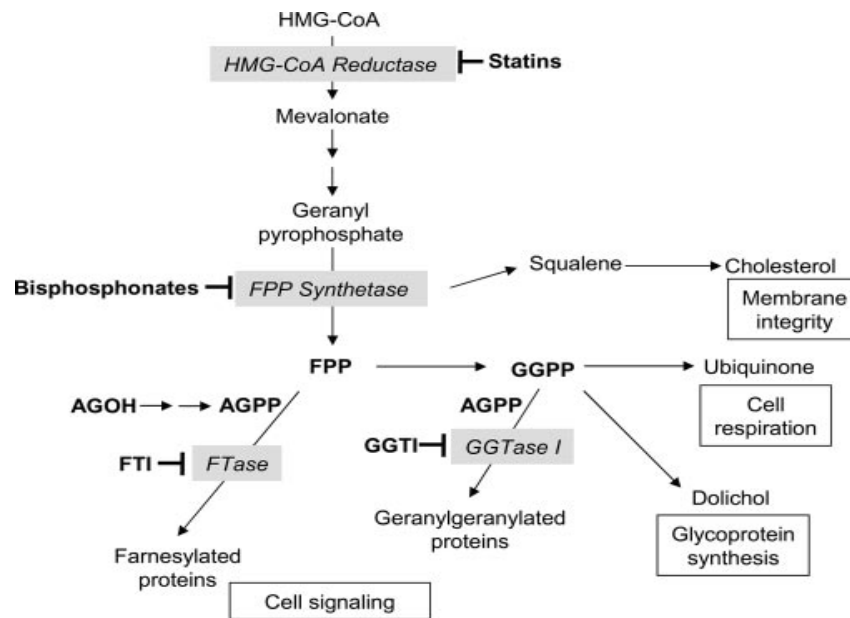 HMG-CoA
HMG-CoA Reductase
Statins
Mevalonate
Geranyl
pyrophosphate
Bisphosphonates
FPP Synthetase
Squalene
Cholesterol
Membrane
integrity
FPP
GGPP
Ubiquinone
Cell
respiration
AGOH
AGPP
AGPP
FTI
FTase
GGTI
GGTase I
Dolichol
Glycoprotein
synthesis
Geranylgeranylated
proteins
Farnesylated
proteins
Cell signaling